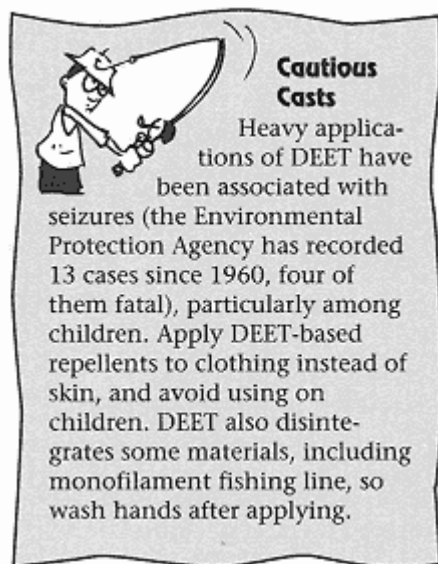 Cautious
Casts
Heavy applica-
tions of DEET have
been associated with
seizures (the Environmental
Protection Agency has recorded
13 cases since 1960, four of
them fatal), particularly among
children. Apply DEET-based
repellents to clothing instead of
skin, and avoid using on
children. DEET also disinte-
grates some materials, including
monofilament fishing line, so
wash hands after applying.